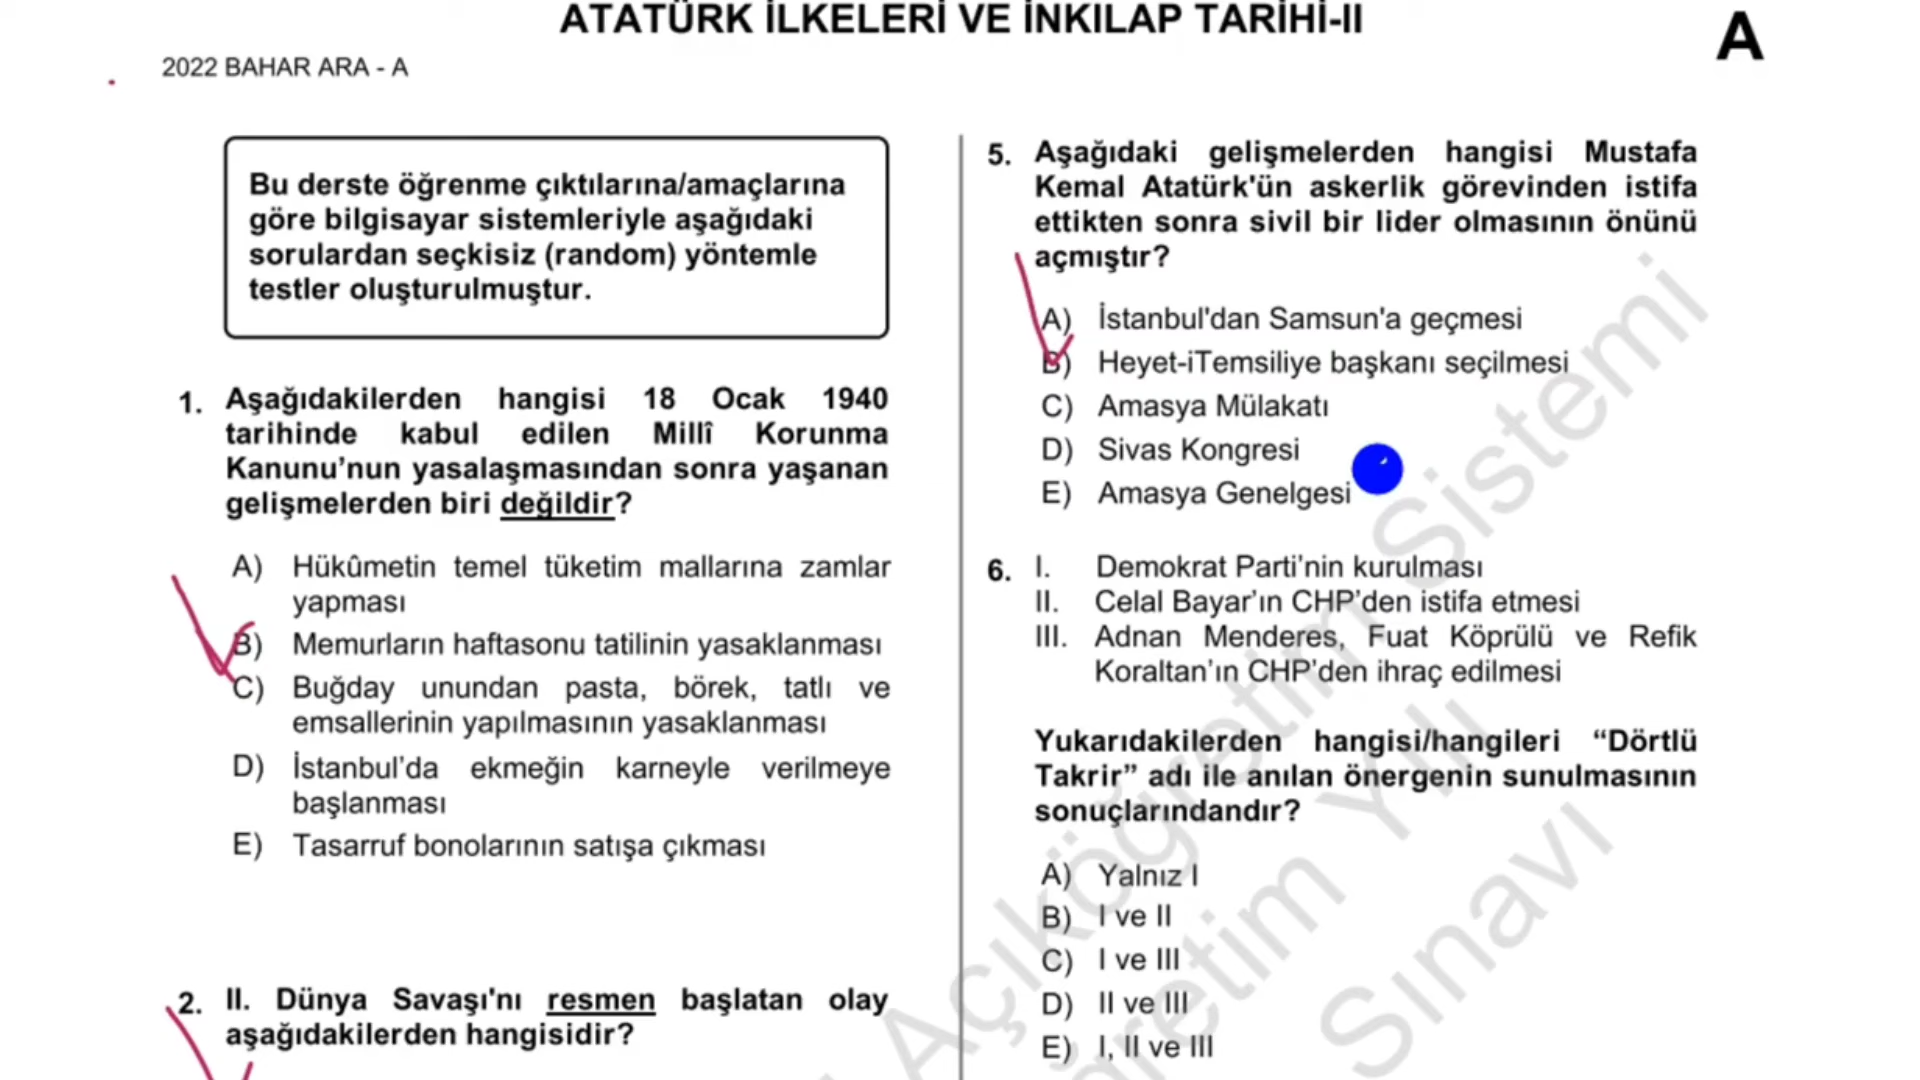 ATATÜRK İLKELERİ VE İNKILAP TARİHİ-II
A
2022 BAHAR ARA - A
Bu derste öğrenme çıktılarına/amaçlarına
göre bilgisayar sistemleriyle aşağıdaki
sorulardan seçkisiz (random) yöntemle
testler oluşturulmuştur.
1. Aşağıdakilerden hangisi 18 Ocak 1940
tarihinde kabul edilen Millî Korunma
Kanunu’nun yasalaşmasından sonra yaşanan
gelişmelerden biri değildir?
A) Hükûmetin temel tüketim mallarına zamlar
yapması
B) Memurların haftasonu tatilinin yasaklanması
C) Buğday unundan pasta, börek, tatlı ve
emsallerinin yapılmasının yasaklanması
D) İstanbul’da ekmeğin karneyle verilmeye
başlanması
E) Tasarruf bonolarının satışa çıkması
2. II. Dünya Savaşı'nı resmen başlatan olay
aşağıdakilerden hangisidir?
5. Aşağıdaki gelişmelerden hangisi Mustafa
Kemal Atatürk'ün askerlik görevinden istifa
ettikten sonra sivil bir lider olmasının önünü
açmıştır?
A) İstanbul'dan Samsun'a geçmesi
B) Heyet-iTemsiliye başkanı seçilmesi
C) Amasya Mülakatı
D) Sivas Kongresi
E) Amasya Genelgesi
6. I. Demokrat Parti’nin kurulması
II. Celal Bayar’ın CHP’den istifa etmesi
III. Adnan Menderes, Fuat Köprülü ve Refik
Koraltan’ın CHP’den ihraç edilmesi
Yukarıdakilerden hangisi/hangileri “Dörtlü
Takrir” adı ile anılan önergenin sunulmasının
sonuçlarındandır?
A) Yalnız I
B) I ve II
C) I ve III
D) II ve III
E) I, II ve III
Açıköğretim Sistemi
retim Yılı
Sınavı